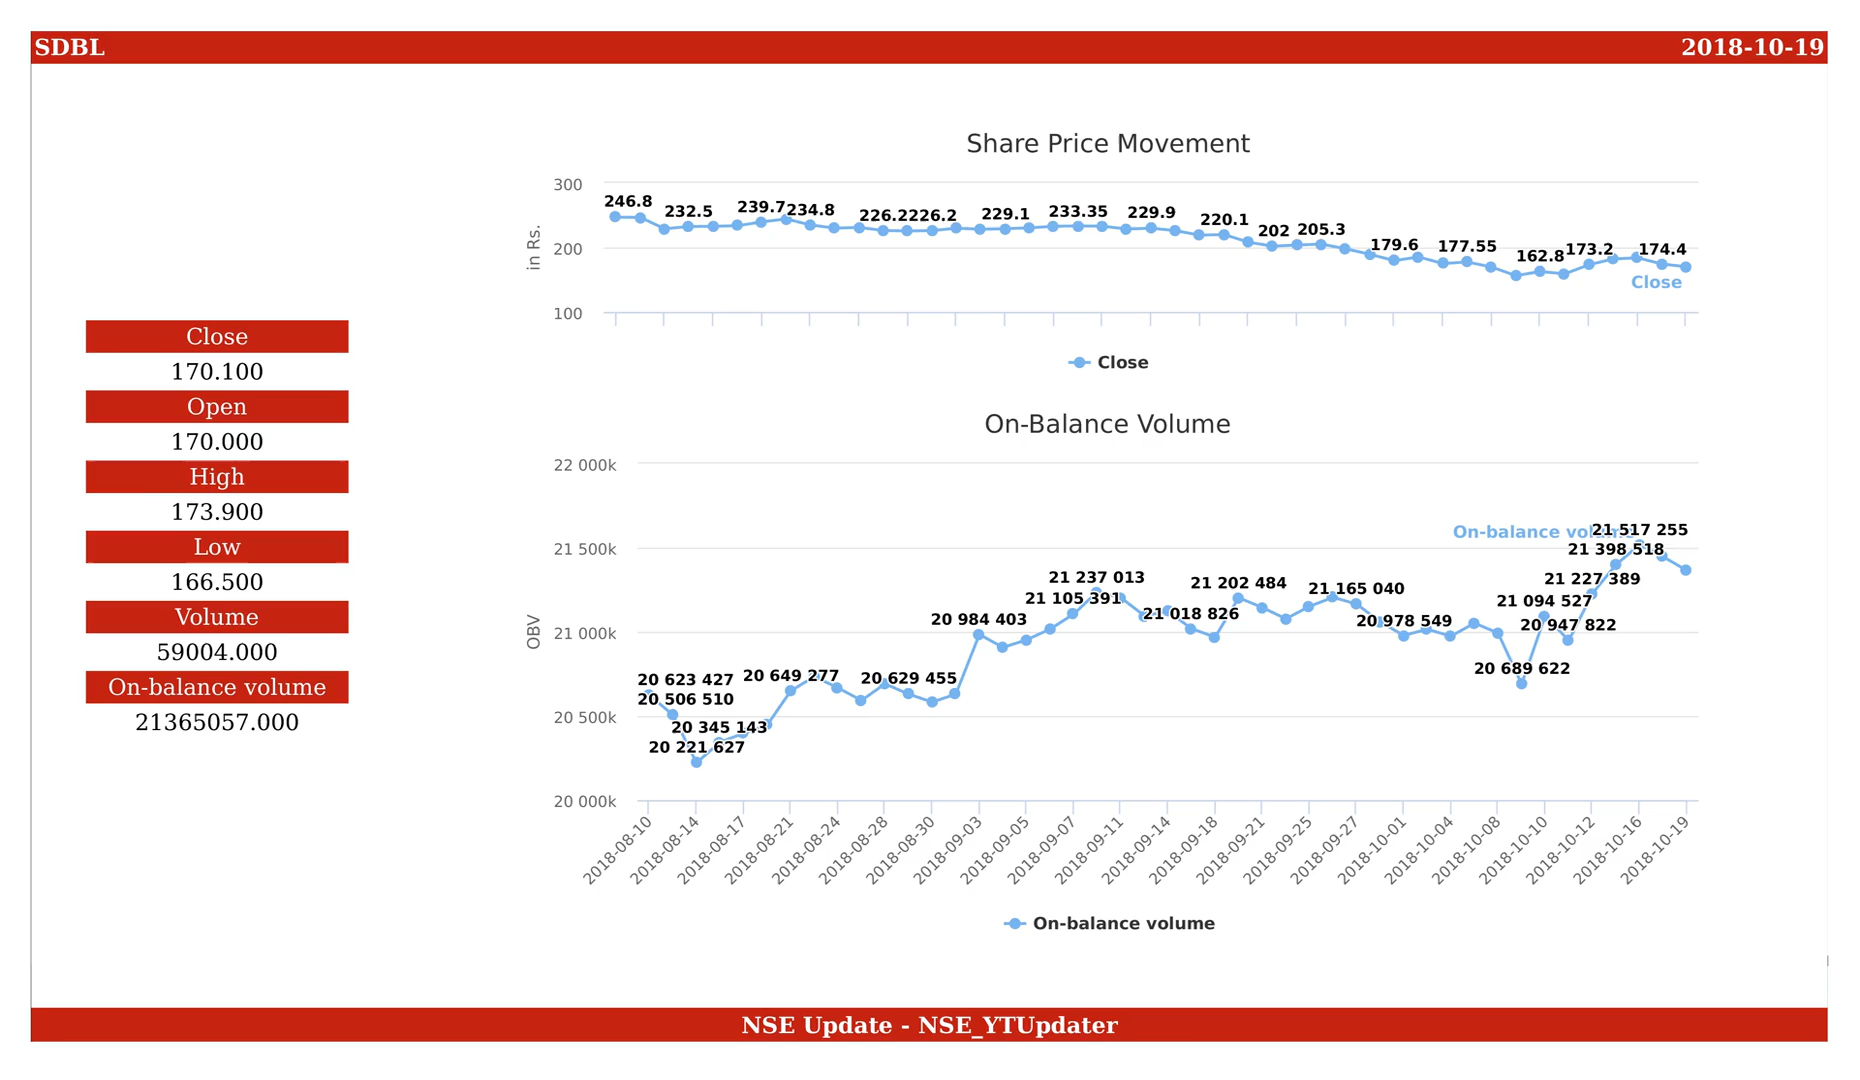 SDBL 2018-10-19
Close
170.100
Open
170.000
High
173.900
Low
166.500
Volume
59004.000
On-balance volume
21365057.000
Share Price Movement
in Rs.
300
200
100
246.8 232.5 239.7 234.8 226.2 226.2 229.1 233.35 229.9 220.1 202 205.3 179.6 177.55 162.8 173.2 174.4
Close
Close
On-Balance Volume
OBV
22 000k
21 500k
21 000k
20 500k
20 000k
20 623 427
20 506 510
20 221 627
20 345 143
20 649 277
20 629 455
20 984 403
21 105 391
21 237 013
21 018 826
21 202 484
21 165 040
20 978 549
20 689 622
21 094 527
20 947 822
21 227 389
21 398 518
21 517 255
On-balance volume
2018-08-10 2018-08-14 2018-08-17 2018-08-21 2018-08-24 2018-08-28 2018-08-30 2018-09-03 2018-09-05 2018-09-07 2018-09-11 2018-09-14 2018-09-18 2018-09-21 2018-09-25 2018-09-27 2018-10-01 2018-10-04 2018-10-08 2018-10-10 2018-10-12 2018-10-16 2018-10-19
On-balance volume
NSE Update - NSE_YTUpdater